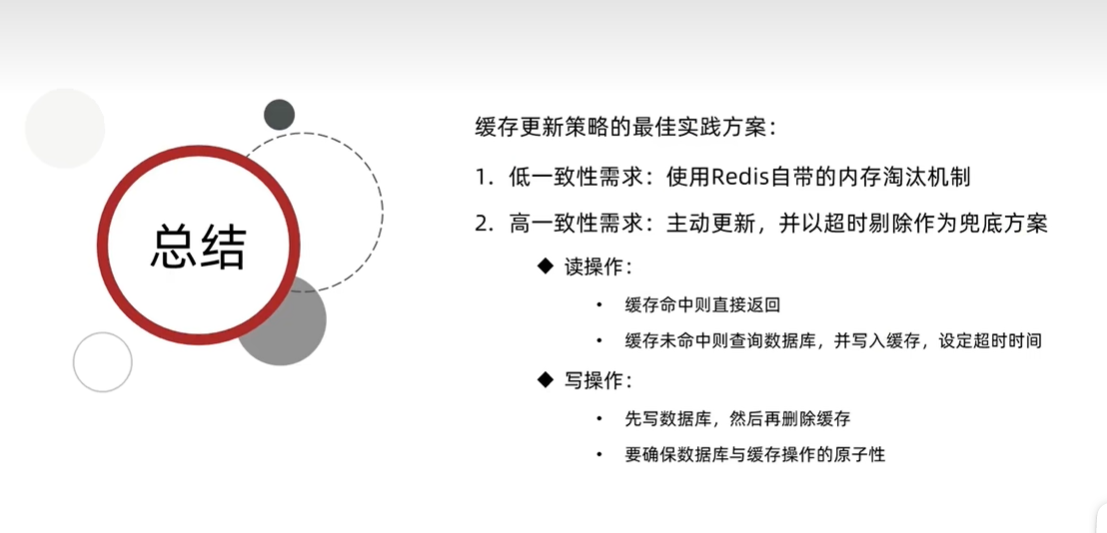 总结
缓存更新策略的最佳实践方案：
1. 低一致性需求：使用Redis自带的内存淘汰机制
2. 高一致性需求：主动更新，并以超时剔除作为兜底方案
◆ 读操作：
• 缓存命中则直接返回
• 缓存未命中则查询数据库，并写入缓存，设定超时时间
◆ 写操作：
• 先写数据库，然后再删除缓存
• 要确保数据库与缓存操作的原子性